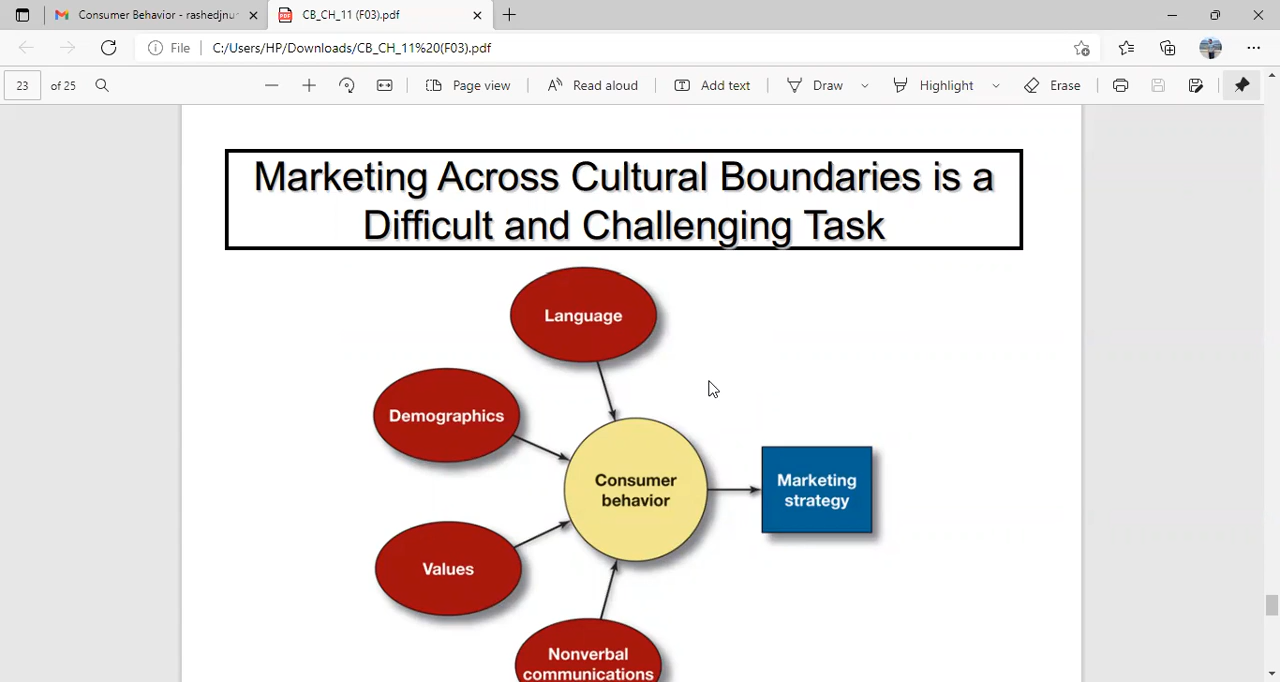 Consumer Behavior - rashedjnu
CB_CH_11 (F03).pdf
File C:/Users/HP/Downloads/CB_CH_11%20(F03).pdf
23 of 25 Page view Read aloud Add text Draw Highlight Erase
Marketing Across Cultural Boundaries is a
Difficult and Challenging Task
Language
Demographics
Consumer
behavior
Marketing
strategy
Values
Nonverbal
communications